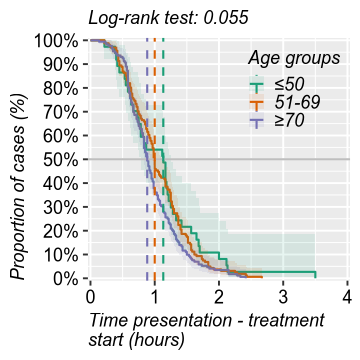 Log-rank test: 0.055
Proportion of cases (%)
100%
90%
80%
70%
60%
50%
40%
30%
20%
10%
0%
Age groups
≤50
51-69
≥70
0 1 2 3 4
Time presentation - treatment
start (hours)